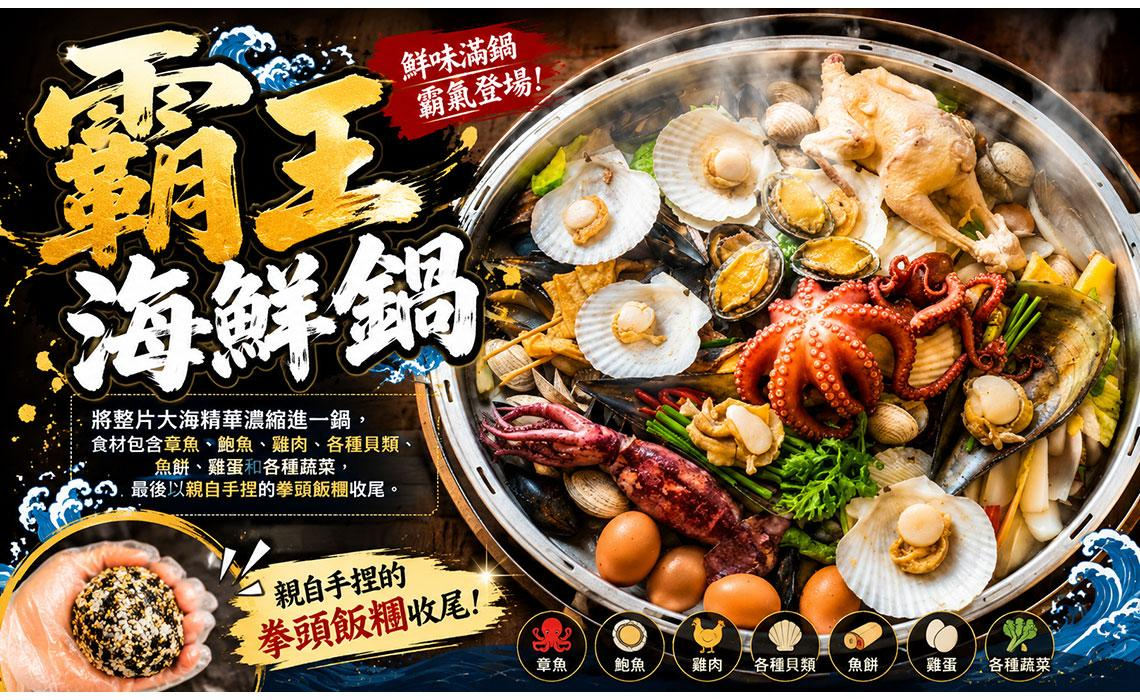 鮮味滿鍋
霸氣登場!
霸王
海鮮鍋
將整片大海精華濃縮進一鍋，
食材包含章魚、鮑魚、雞肉、各種貝類、
魚餅、雞蛋和各種蔬菜，
最後以親自手捏的拳頭飯糰收尾。
親自手捏的
拳頭飯糰收尾!
章魚
鮑魚
雞肉
各種貝類
魚餅
雞蛋
各種蔬菜